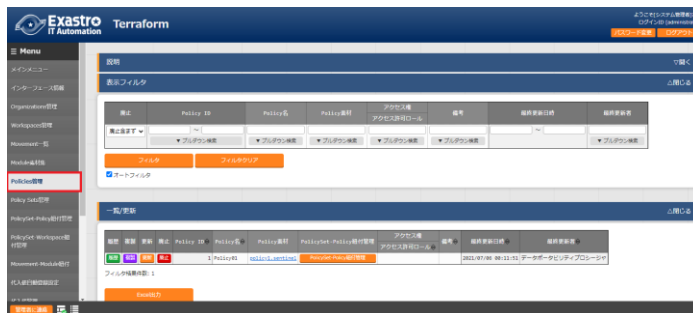 Exastro
IT Automation
Terraform
ようこそ[システム管理者]
ログインID [administrator
パスワード変更 ログアウト
Menu
メインメニュー
インターフェース情報
Organizations管理
Workspaces管理
Movement一覧
Module素材集
Policies管理
Policy Sets管理
PolicySet-Policy紐付管理
PolicySet-Workspace紐
付管理
Movement-Module紐付
代入値自動登録設定
説明 ▽開く
表示フィルタ △閉じる
廃止 Policy ID Policy名 Policy素材 アクセス権 備考 最終更新日時 最終更新者
アクセス許可ロール
廃止含まず ~ ~
▼プルダウン検索 ▼プルダウン検索 ▼プルダウン検索 ▼プルダウン検索 ▼プルダウン検索 ▼プルダウン検索
フィルタ フィルタクリア
オートフィルタ
一覧/更新 △閉じる
履歴 複製 更新 廃止 Policy ID Policy名 Policy素材 PolicySet-Policy紐付管理 アクセス権 備考 最終更新日時 最終更新者
アクセス許可ロール
履歴 複製 更新 廃止 1 Policy01 policy1.sentinel PolicySet-Policy紐付管理 2021/07/06 08:11:51 データポータビリティプロシージャ
フィルタ結果件数: 1
Excel出力
管理者に連絡